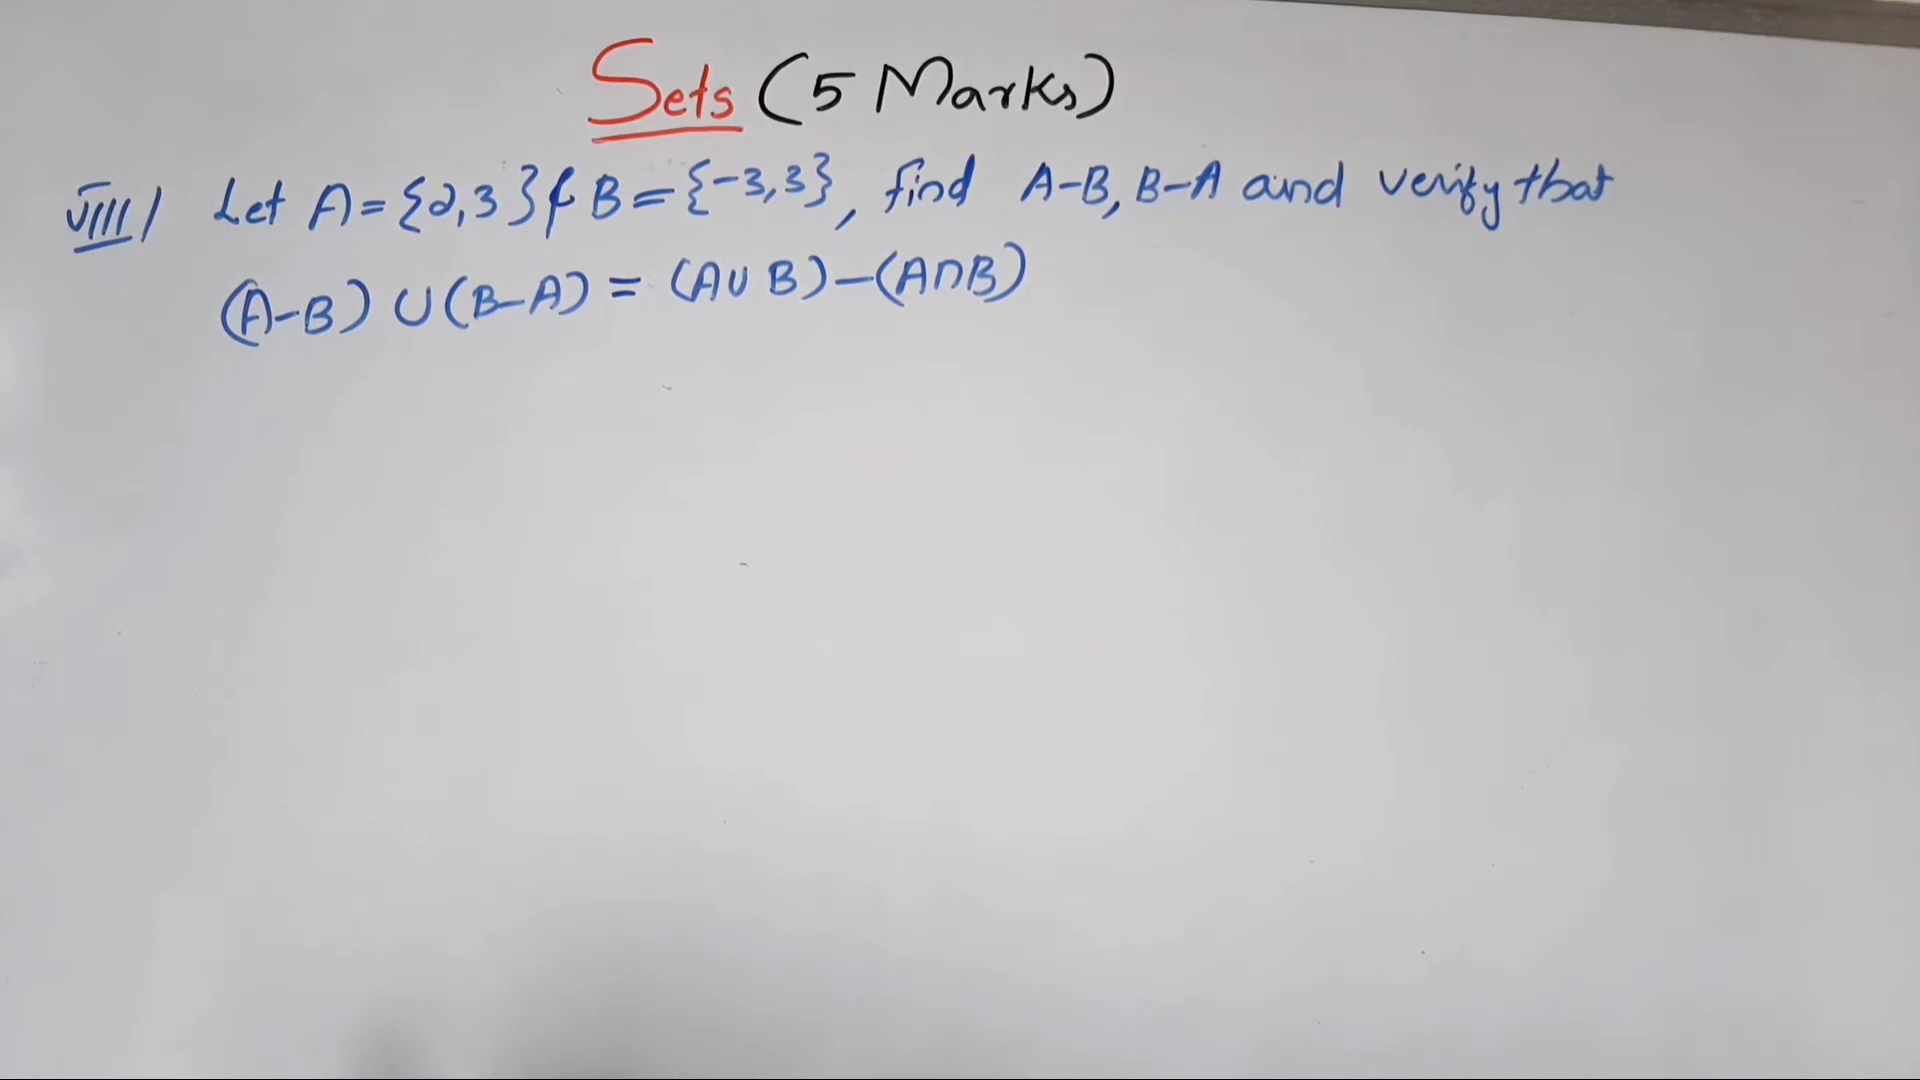 Sets (5 Marks)
VIII) Let A={2,3} & B={-3,3}, find A-B, B-A and verify that
(A-B) ∪ (B-A) = (A∪B)-(A∩B)